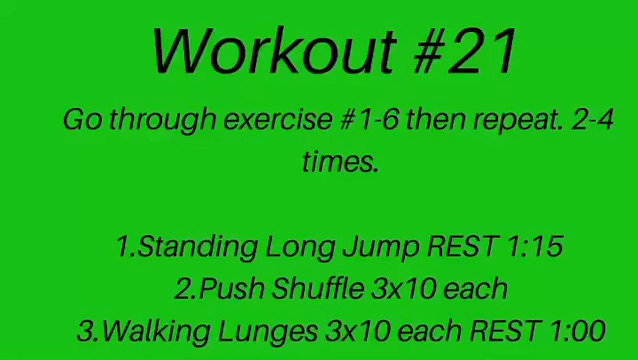 Workout #21
Go through exercise #1-6 then repeat. 2-4
times.
1.Standing Long Jump REST 1:15
2.Push Shuffle 3x10 each
3.Walking Lunges 3x10 each REST 1:00